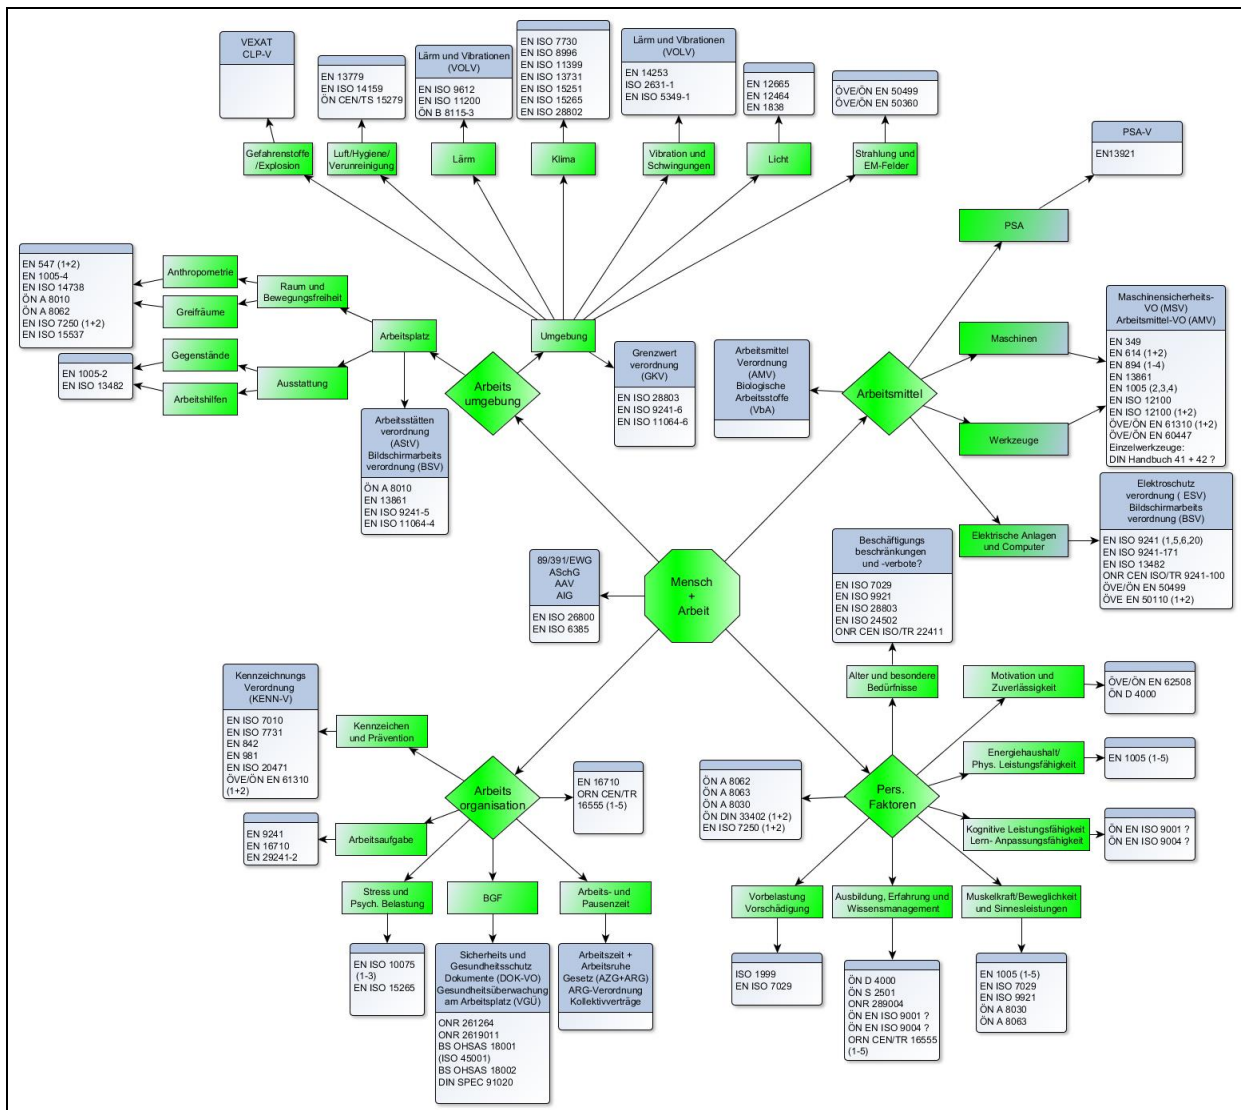 VEXAT
CLP-V
EN 13779
EN ISO 14159
ÖN CEN/TS 15279
Lärm und Vibrationen
(VOLV)
EN ISO 9612
EN ISO 11200
ÖN B 8115-3
EN ISO 7730
EN ISO 8996
EN ISO 11399
EN ISO 13731
EN ISO 15251
EN ISO 15265
EN ISO 28802
Lärm und Vibrationen
(VOLV)
EN 14253
ISO 2631-1
EN ISO 5349-1
EN 12665
EN 12464
EN 1838
ÖVE/ÖN EN 50499
ÖVE/ÖN EN 50360
PSA-V
EN13921
Gefahrenstoffe
/Explosion
Luft/Hygiene/
Verunreinigung
Lärm
Klima
Vibration und
Schwingungen
Licht
Strahlung und
EM-Felder
PSA
EN 547 (1+2)
EN 1005-4
EN ISO 14738
ÖN A 8010
ÖN A 8062
EN ISO 7250 (1+2)
EN ISO 15537
Anthropometrie
Greifräume
Raum und
Bewegungsfreiheit
EN 1005-2
EN ISO 13482
Gegenstände
Arbeitshilfen
Ausstattung
Arbeitsplatz
Umgebung
Arbeits
umgebung
Grenzwert
verordnung
(GKV)
EN ISO 28803
EN ISO 9241-6
EN ISO 11064-6
Arbeitsmittel
Verordnung
(AMV)
Biologische
Arbeitsstoffe
(VbA)
Arbeitsmittel
Maschinen
Werkzeuge
Maschinensicherheits-
VO (MSV)
Arbeitsmittel-VO (AMV)
EN 349
EN 614 (1+2)
EN 894 (1-4)
EN 13861
EN 1005 (2,3,4)
EN ISO 12100
EN ISO 12100 (1+2)
ÖVE/ÖN EN 61310 (1+2)
ÖVE/ÖN EN 60447
Einzelwerkzeuge:
DIN Handbuch 41 + 42 ?
Arbeitsstätten
verordnung
(AStV)
Bildschirmarbeits
verordnung (BSV)
ÖN A 8010
EN 13861
EN ISO 9241-5
EN ISO 11064-4
Elektrische Anlagen
und Computer
Elektroschutz
verordnung ( ESV)
Bildschirmarbeits
verordnung (BSV)
EN ISO 9241 (1,5,6,20)
EN ISO 9241-171
EN ISO 13482
ONR CEN ISO/TR 9241-100
ÖVE/ÖN EN 50499
ÖVE EN 50110 (1+2)
89/391/EWG
ASchG
AAV
AIG
EN ISO 26800
EN ISO 6385
Mensch
+
Arbeit
Beschäftigungs
beschränkungen
und -verbote?
EN ISO 7029
EN ISO 9921
EN ISO 28803
EN ISO 24502
ONR CEN ISO/TR 22411
Alter und besondere
Bedürfnisse
Motivation und
Zuverlässigkeit
ÖVE/ÖN EN 62508
ÖN D 4000
Kennzeichnungs
Verordnung
(KENN-V)
EN ISO 7010
EN ISO 7731
EN 842
EN 981
EN ISO 20471
ÖVE/ÖN EN 61310
(1+2)
Kennzeichen
und Prävention
Arbeits
organisation
EN 16710
ORN CEN/TR
16555 (1-5)
EN 9241
EN 16710
EN 29241-2
Arbeitsaufgabe
ÖN A 8062
ÖN A 8063
ÖN A 8030
ÖN DIN 33402 (1+2)
EN ISO 7250 (1+2)
Pers.
Faktoren
Energiehaushalt/
Phys. Leistungsfähigkeit
EN 1005 (1-5)
Kognitive Leistungsfähigkeit
Lern- Anpassungsfähigkeit
ÖN EN ISO 9001 ?
ÖN EN ISO 9004 ?
Stress und
Psych. Belastung
BGF
Arbeits- und
Pausenzeit
Vorbelastung
Vorschädigung
Ausbildung, Erfahrung und
Wissensmanagement
Muskelkraft/Beweglichkeit
und Sinnesleistungen
EN ISO 10075
(1-3)
EN ISO 15265
Sicherheits und
Gesundheitsschutz
Dokumente (DOK-VO)
Gesundheitsüberwachung
am Arbeitsplatz (VGÜ)
ONR 261264
ONR 2619011
BS OHSAS 18001
(ISO 45001)
BS OHSAS 18002
DIN SPEC 91020
Arbeitszeit +
Arbeitsruhe
Gesetz (AZG+ARG)
ARG-Verordnung
Kollektivverträge
ISO 1999
EN ISO 7029
ÖN D 4000
ÖN S 2501
ONR 289004
ÖN EN ISO 9001 ?
ÖN EN ISO 9004 ?
ORN CEN/TR 16555
(1-5)
EN 1005 (1-5)
EN ISO 7029
EN ISO 9921
ÖN A 8030
ÖN A 8063